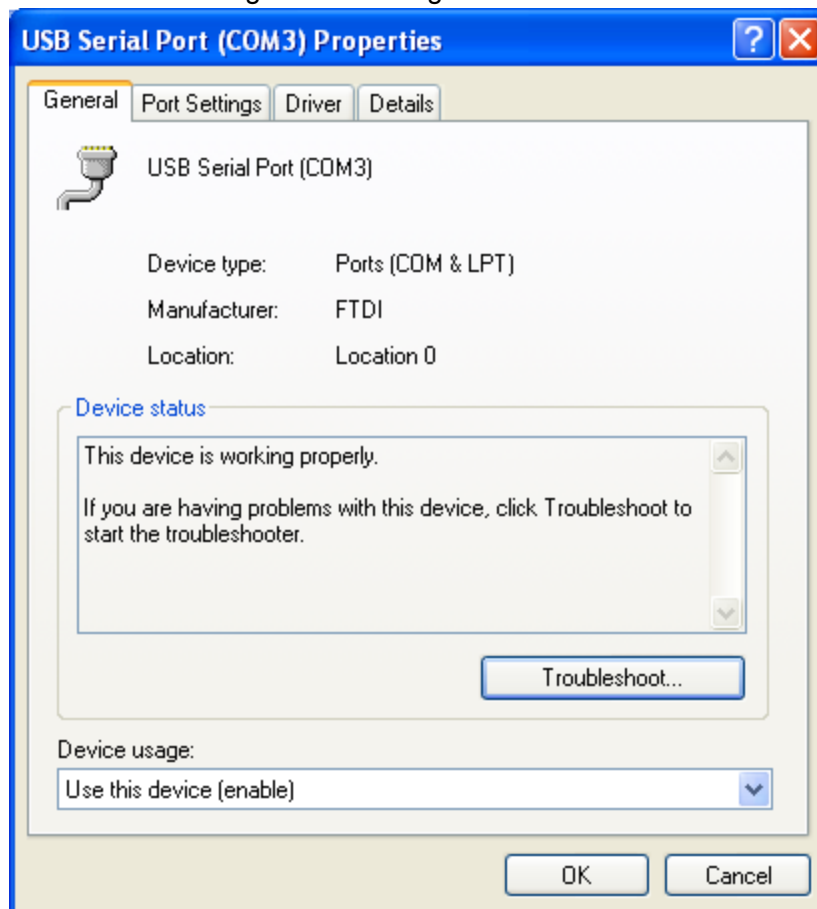 USB Serial Port (COM3) Properties
General Port Settings Driver Details
USB Serial Port (COM3)
Device type: Ports (COM & LPT)
Manufacturer: FTDI
Location: Location 0
Device status
This device is working properly.
If you are having problems with this device, click Troubleshoot to
start the troubleshooter.
Troubleshoot...
Device usage:
Use this device (enable)
OK Cancel